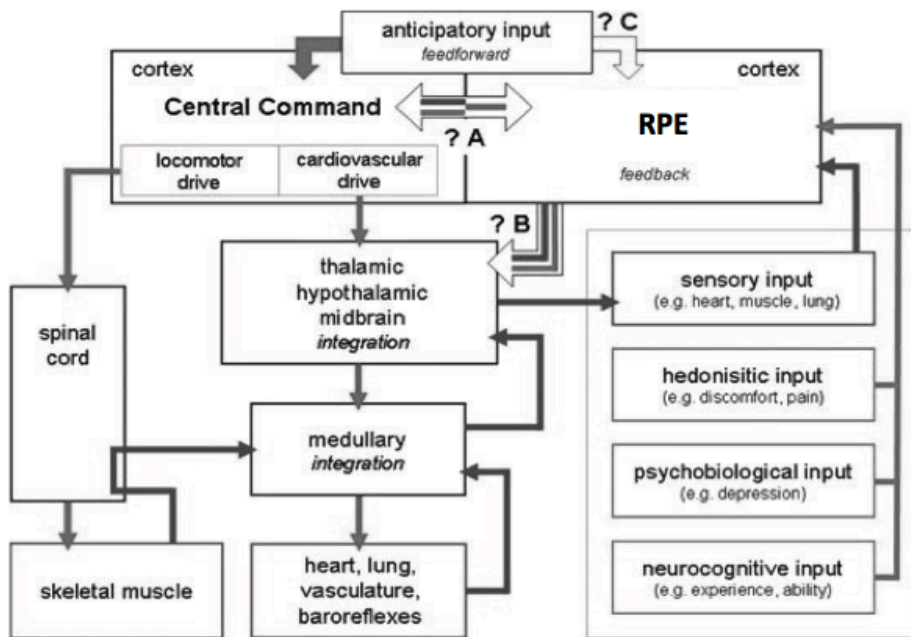 anticipatory input
feedforward
? C
cortex
cortex
Central Command
? A
RPE
feedback
locomotor
drive
cardiovascular
drive
? B
thalamic
hypothalamic
midbrain
integration
sensory input
(e.g. heart, muscle, lung)
spinal
cord
hedonisitic input
(e.g. discomfort, pain)
medullary
integration
psychobiological input
(e.g. depression)
skeletal muscle
heart, lung,
vasculature,
baroreflexes
neurocognitive input
(e.g. experience, ability)